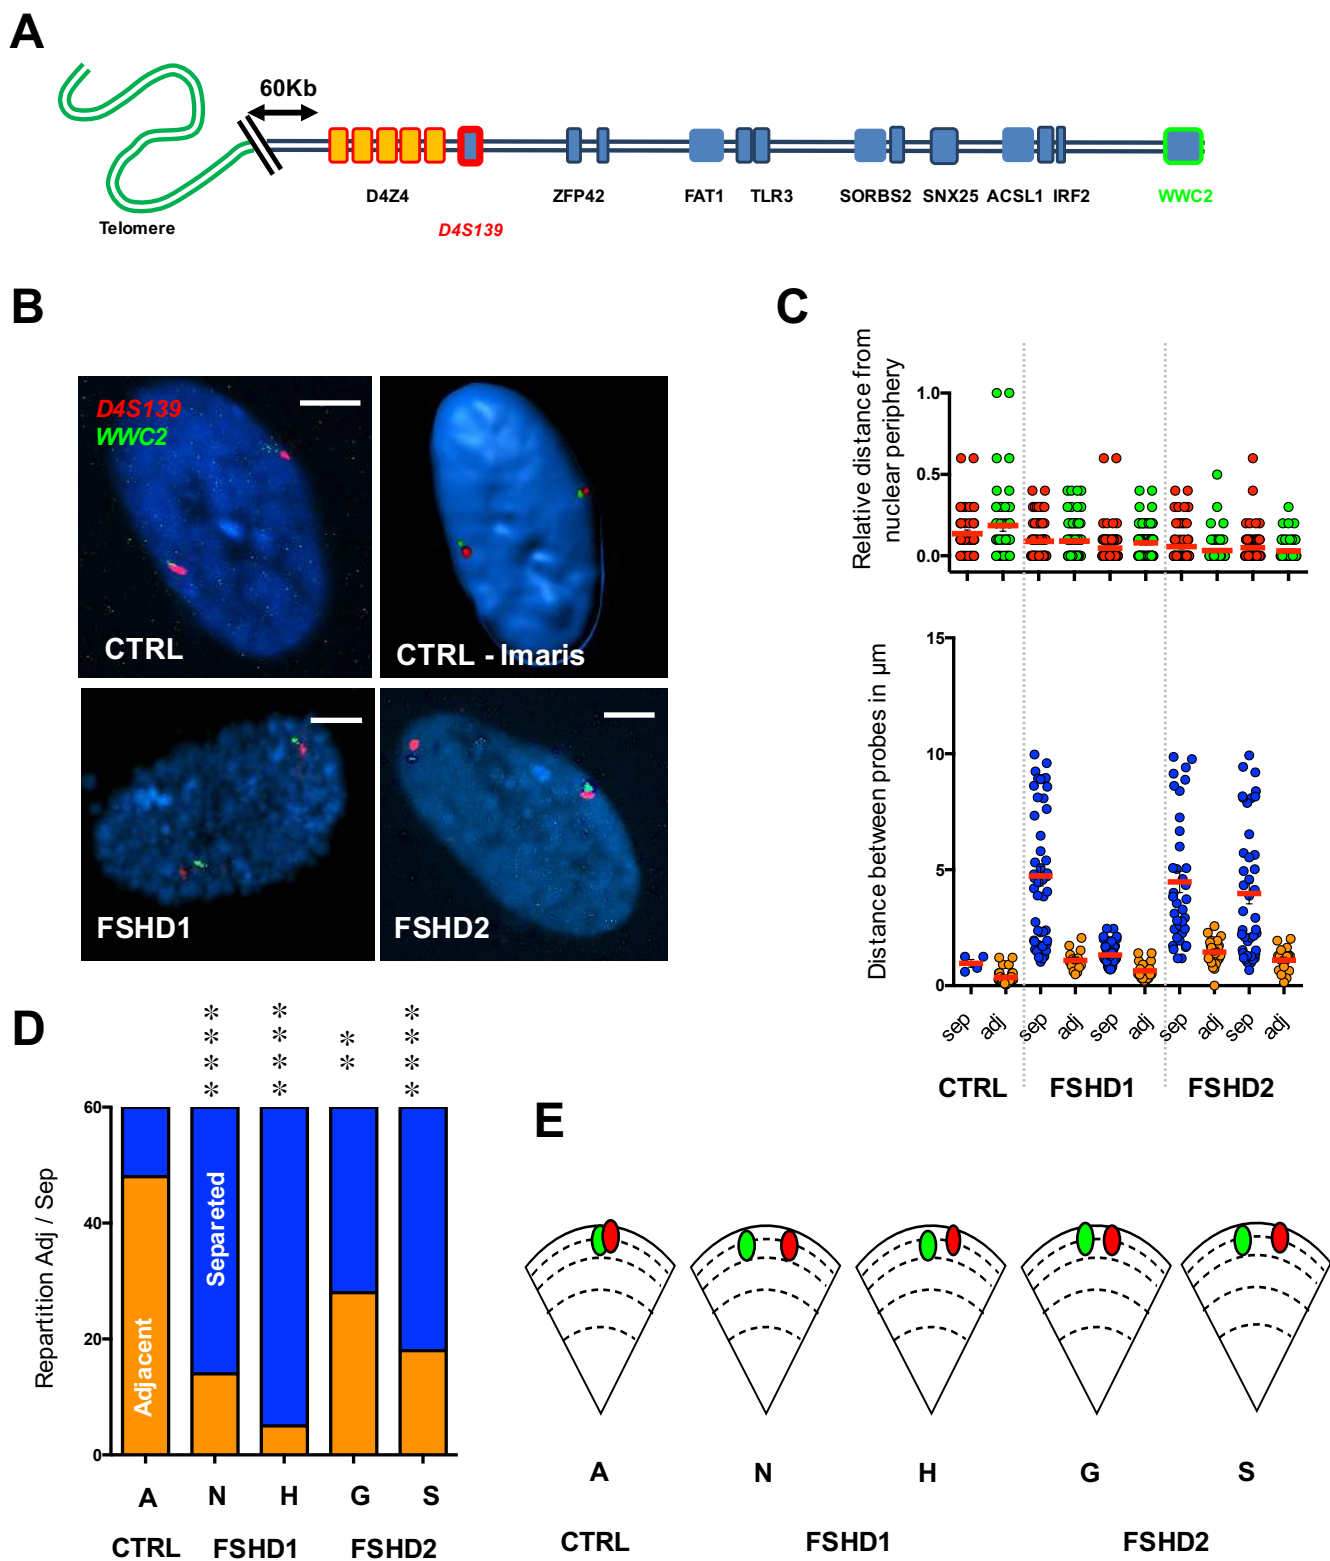 A
60Kb
D4Z4
ZFP42
FAT1
TLR3
SORBS2
SNX25
ACSL1
IRF2
WWC2
Telomere
D4S139
B
D4S139
WWC2
CTRL
CTRL - Imaris
FSHD1
FSHD2
C
Relative distance from
nuclear periphery
1.0
0.5
0.0
Distance between probes in µm
15
10
5
0
sep
adj
sep
adj
sep
adj
sep
adj
sep
adj
CTRL
FSHD1
FSHD2
D
****
****
**
****
Repartition Adj / Sep
60
40
20
0
Adjacent
Separeted
A
N
H
G
S
CTRL
FSHD1
FSHD2
E
A
N
H
G
S
CTRL
FSHD1
FSHD2